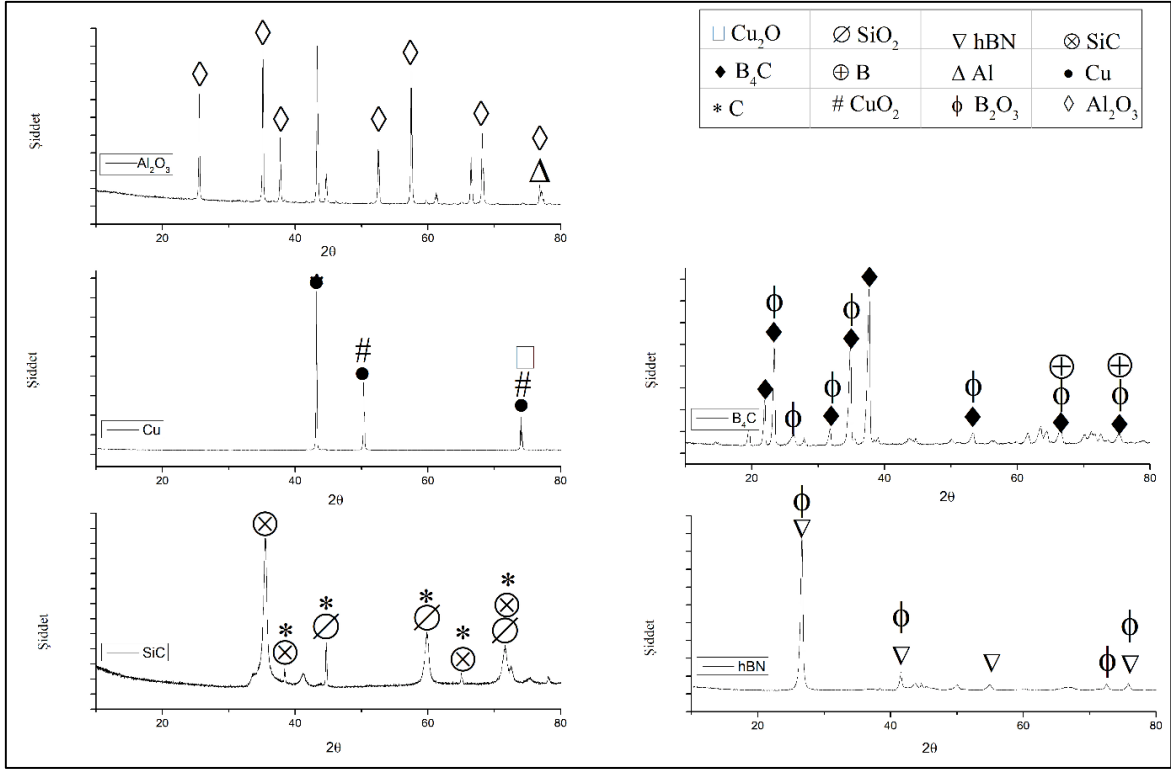 □ Cu₂O ∅ SiO₂ ∇ hBN ⊗ SiC
♦ B₄C ⊕ B Δ Al ● Cu
* C # CuO₂ ϕ B₂O₃ ◊ Al₂O₃
Şiddet
Al₂O₃
20 40 60 80
2θ
Şiddet
# #
Cu
20 40 60 80
2θ
Şiddet
* * * * *
SiC
20 40 60 80
2θ
Şiddet
ϕ ϕ ϕ ϕ ϕ ϕ ϕ
B₄C
20 40 60 80
2θ
Şiddet
ϕ ϕ ϕ ϕ
hBN
20 40 60 80
2θ